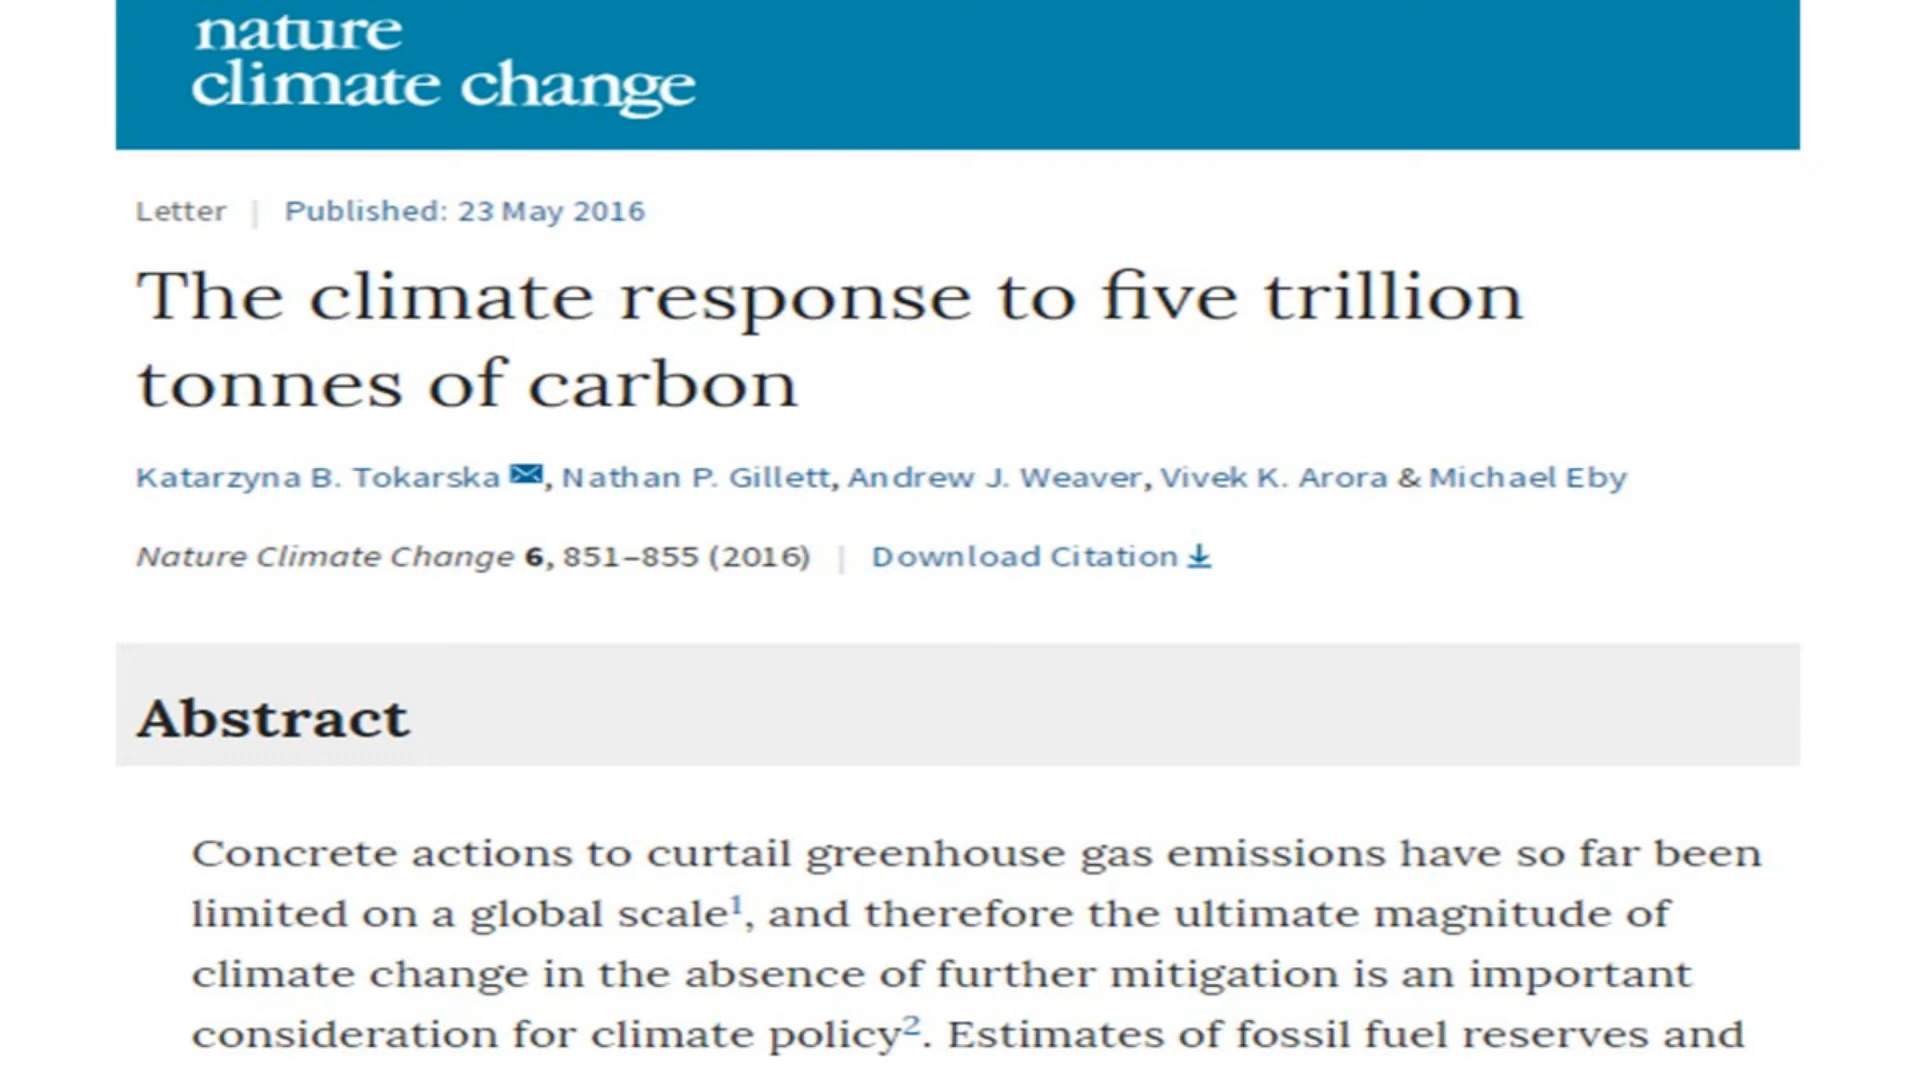 nature
climate change
Letter | Published: 23 May 2016
The climate response to five trillion
tonnes of carbon
Katarzyna B. Tokarska, Nathan P. Gillett, Andrew J. Weaver, Vivek K. Arora & Michael Eby
Nature Climate Change 6, 851–855 (2016) | Download Citation
Abstract
Concrete actions to curtail greenhouse gas emissions have so far been
limited on a global scale¹, and therefore the ultimate magnitude of
climate change in the absence of further mitigation is an important
consideration for climate policy². Estimates of fossil fuel reserves and